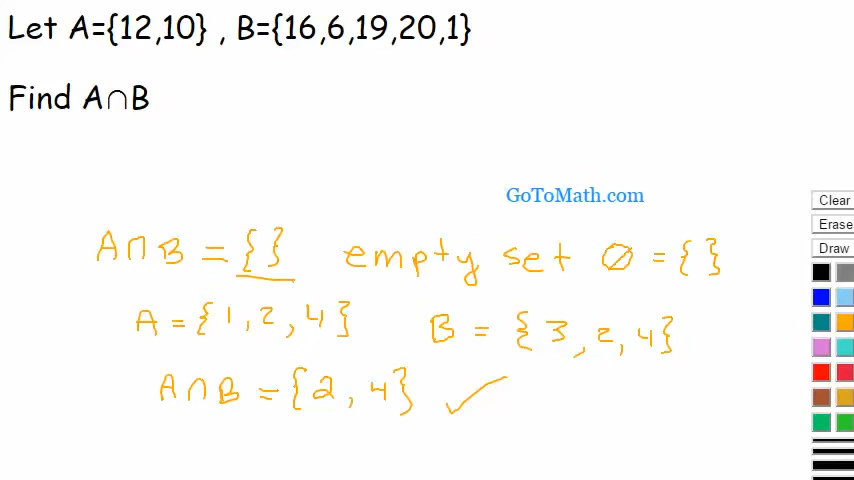 Let A={12,10} , B={16,6,19,20,1}
Find A∩B
GoToMath.com
Clear
Erase
Draw
A∩B = {} empty set ∅ = {}
A = {1,2,4} B = {3,2,4}
A∩B = {2,4} ✓